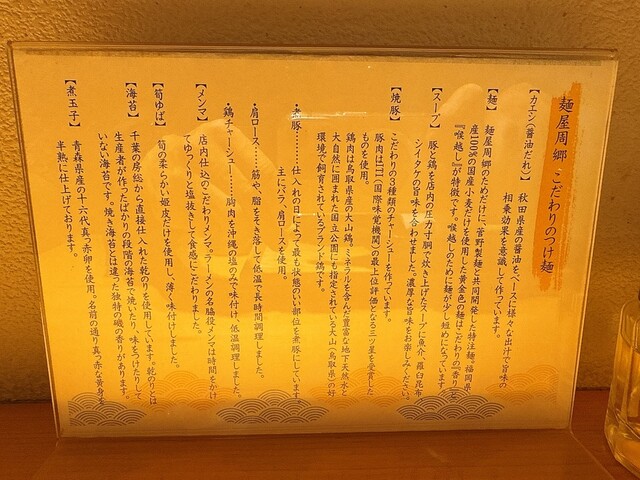 麺屋周郷 こだわりのつけ麺
【カエシ(醤油だれ)】 秋田県産の醤油をベースに様々な出汁で旨味の
相乗効果を意識して作っています。
【麺】 麺屋周郷のためだけに、菅野製麺と共同開発した特注麺。福岡県
産100%の国産小麦だけを使用した黄金色の麺はこだわりの『香り』と
『喉越し』が特徴です。喉越しのために麺が少し短めになっています。
【スープ】 豚と鶏を店内の圧力寸胴で炊き上げたスープに魚介、羅臼昆布、
シイタケの旨味を合わせました。濃厚な旨味をお楽しみください。
【焼豚】 こだわりの3種類のチャーシューを作っています。
豚肉はITI(国際味覚機関)の最上位評価となる三ツ星を受賞した
ものを使用。
鶏肉は鳥取県産の大山鶏。ミネラルを含んだ豊富な地下天然水と
大自然に囲まれた国立公園にも指定されている大山(鳥取県)の好
環境で飼育されているブランド鶏です。
豚……仕入れの日によって最も状態のいい部位を煮豚にしています。
主にバラ、肩ロースを使用。
・肩ロース……筋や、脂をそぎ落して低温で長時間調理しました。
・鶏チャーシュー……胸肉を沖縄の塩のみで味付け、低温調理しました。
【メンマ】 店内仕込のこだわりメンマ。ラーメンの名脇役メンマは時間をかけ
てゆっくりと塩抜きして食感にこだわりました。
【筍ゆば】 筍の柔らかい姫皮だけを使用し、薄く味付けしました。
【海苔】 千葉の房総から直接仕入れた乾のりを使用しています。乾のりとは
生産者が作ったばかりの段階の海苔で焼いたり、味をつけたりして
いない海苔です。焼き海苔とは違った独特の磯の香りがあります。
【煮玉子】 青森県産の十六代真っ赤卵を使用。名前の通り真っ赤な黄身を
半熟に仕上げております。